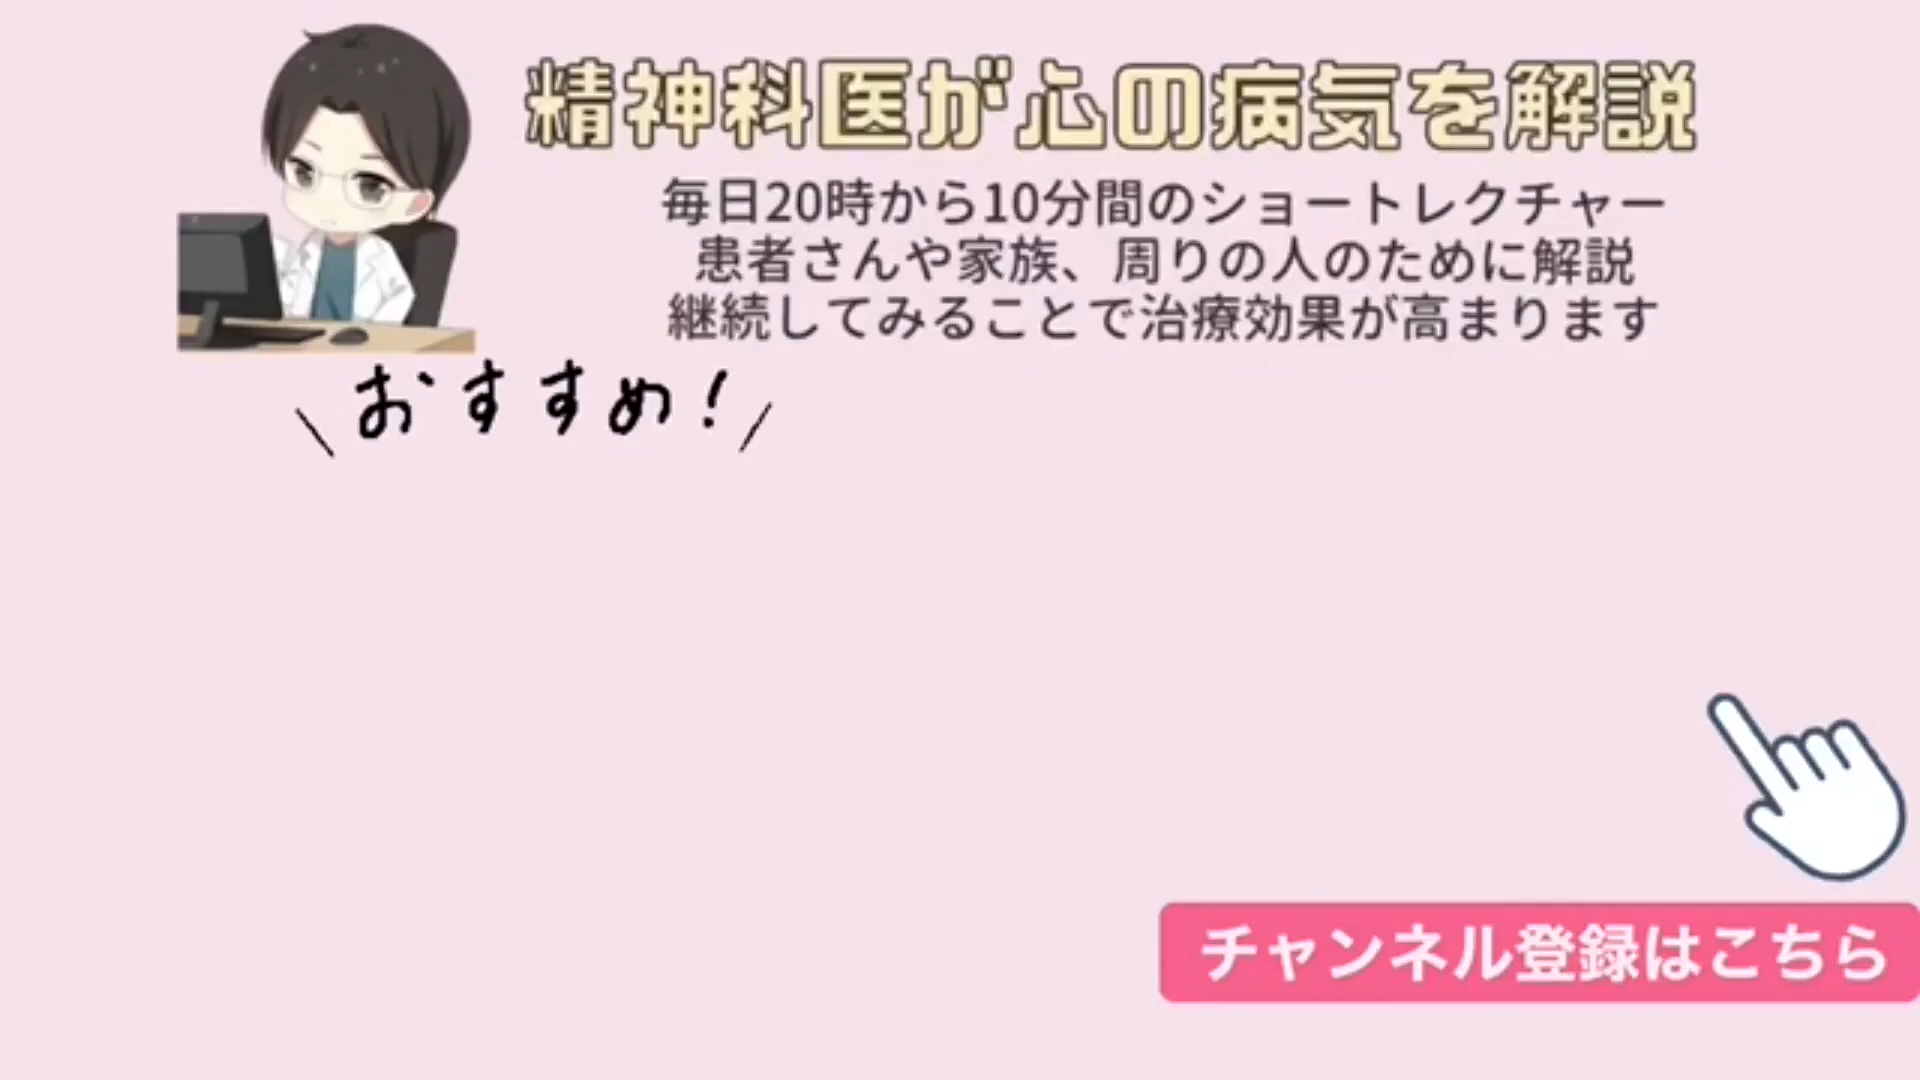 精神科医が心の病気を解説
毎日20時から10分間のショートレクチャー
患者さんや家族、周りの人のために解説
継続してみることで治療効果が高まります
おすすめ!
チャンネル登録はこちら